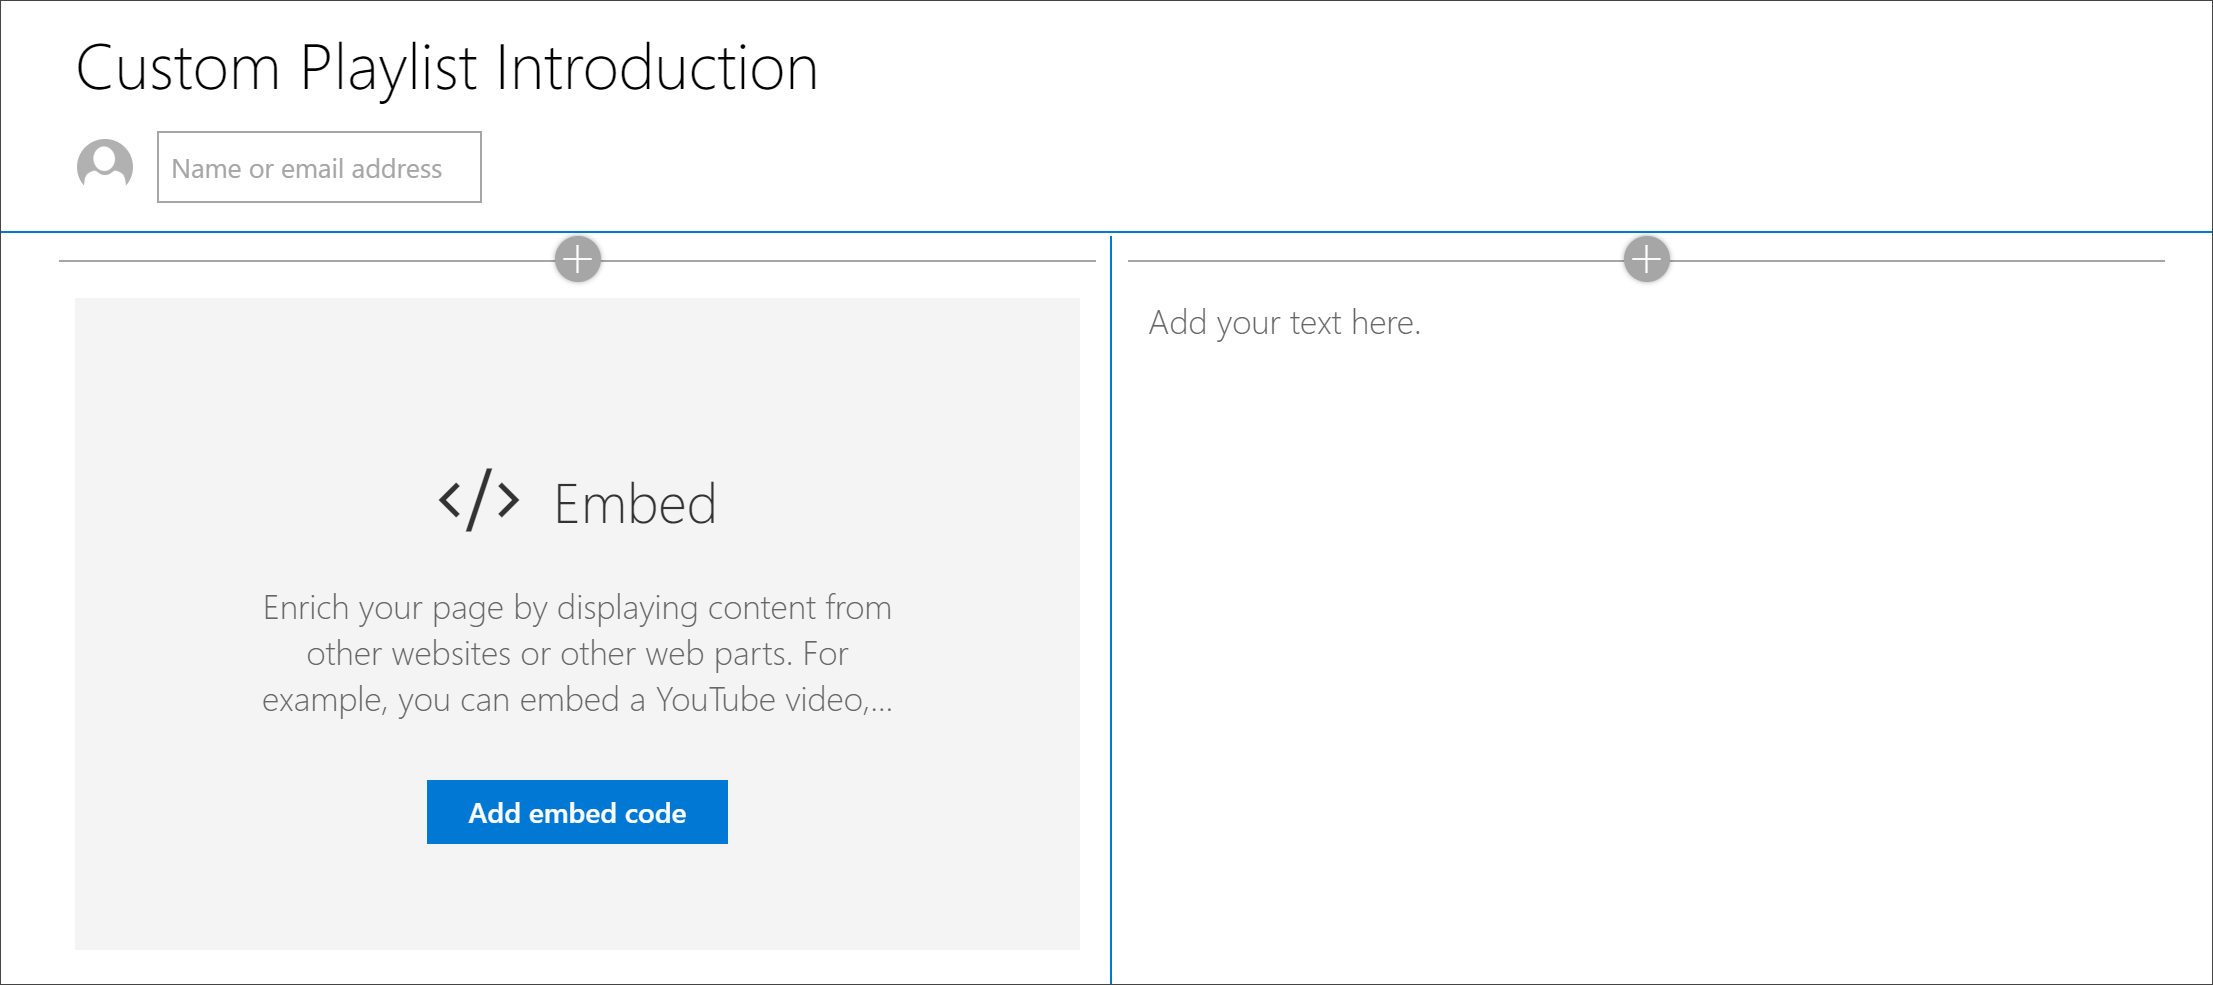 Custom Playlist Introduction
Name or email address
</> Embed
Enrich your page by displaying content from
other websites or other web parts. For
example, you can embed a YouTube video,...
Add embed code
Add your text here.